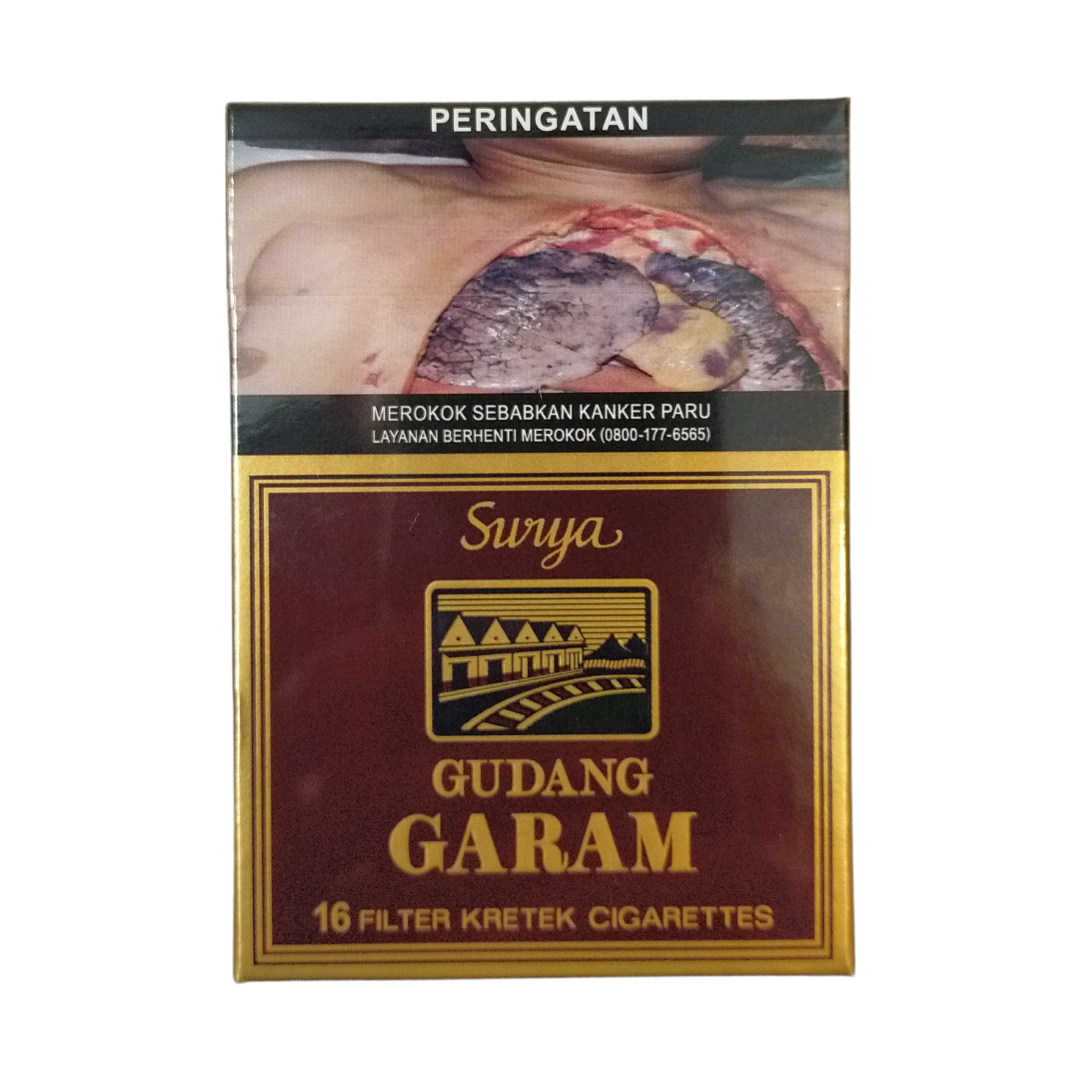 PERINGATAN
MEROKOK SEBABKAN KANKER PARU
LAYANAN BERHENTI MEROKOK (0800-177-6565)
Surya
GUDANG
GARAM
16 FILTER KRETEK CIGARETTES